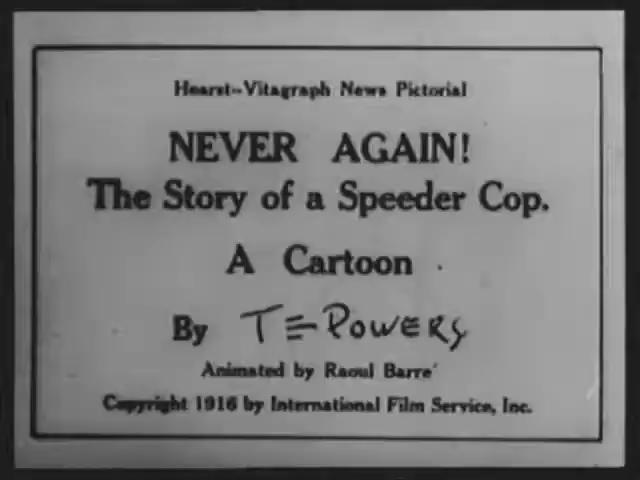 Hearst-Vitagraph News Pictorial
NEVER AGAIN!
The Story of a Speeder Cop.
A Cartoon
By T E POWERS
Animated by Raoul Barre'
Copyright 1916 by International Film Service, Inc.